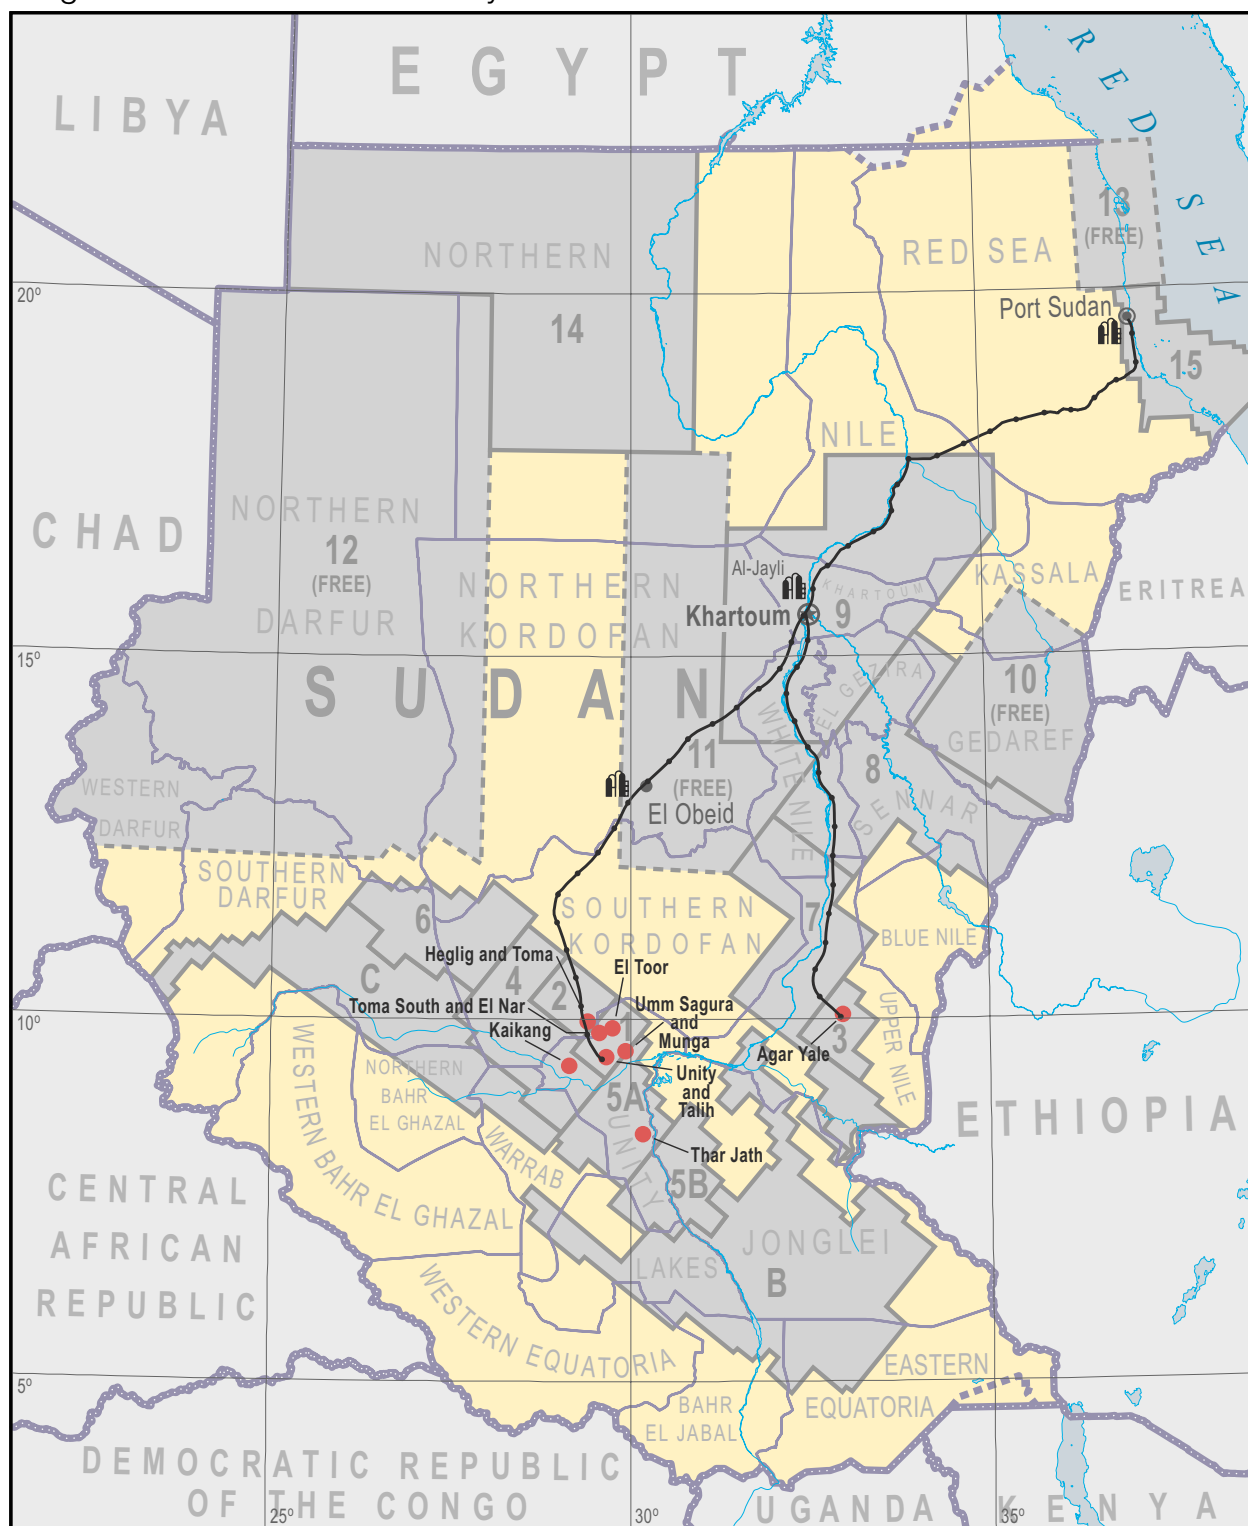 EGYPT
LIBYA
RED SEA
13
(FREE)
NORTHERN
RED SEA
20°
14
Port Sudan
15
NILE
CHAD
NORTHERN
12
(FREE)
DARFUR
NORTHERN
KORDOFAN
Al-Jayli
KHARTOUM
KASSALA
ERITREA
Khartoum
9
15°
SUDAN
EL GEZIRA
10
(FREE)
GEDAREF
WHITE NILE
11
(FREE)
El Obeid
8
SENNAR
WESTERN
DARFUR
SOUTHERN
DARFUR
6
SOUTHERN
KORDOFAN
7
BLUE NILE
Heglig and Toma
El Toor
C
4
2
Toma South and El Nar
Umm Sagura
and
Munga
Kaikang
10°
1
UPPER NILE
3
Agar Yale
Unity
and
Talih
NORTHERN
BAHR
EL GHAZAL
5A
UNITY
WESTERN BAHR EL GHAZAL
WARRAB
Thar Jath
5B
ETHIOPIA
CENTRAL
AFRICAN
REPUBLIC
JONGLEI
LAKES
B
WESTERN EQUATORIA
EASTERN
EQUATORIA
5°
BAHR
EL JABAL
DEMOCRATIC REPUBLIC
OF THE CONGO
UGANDA
KENYA
25°
30°
35°